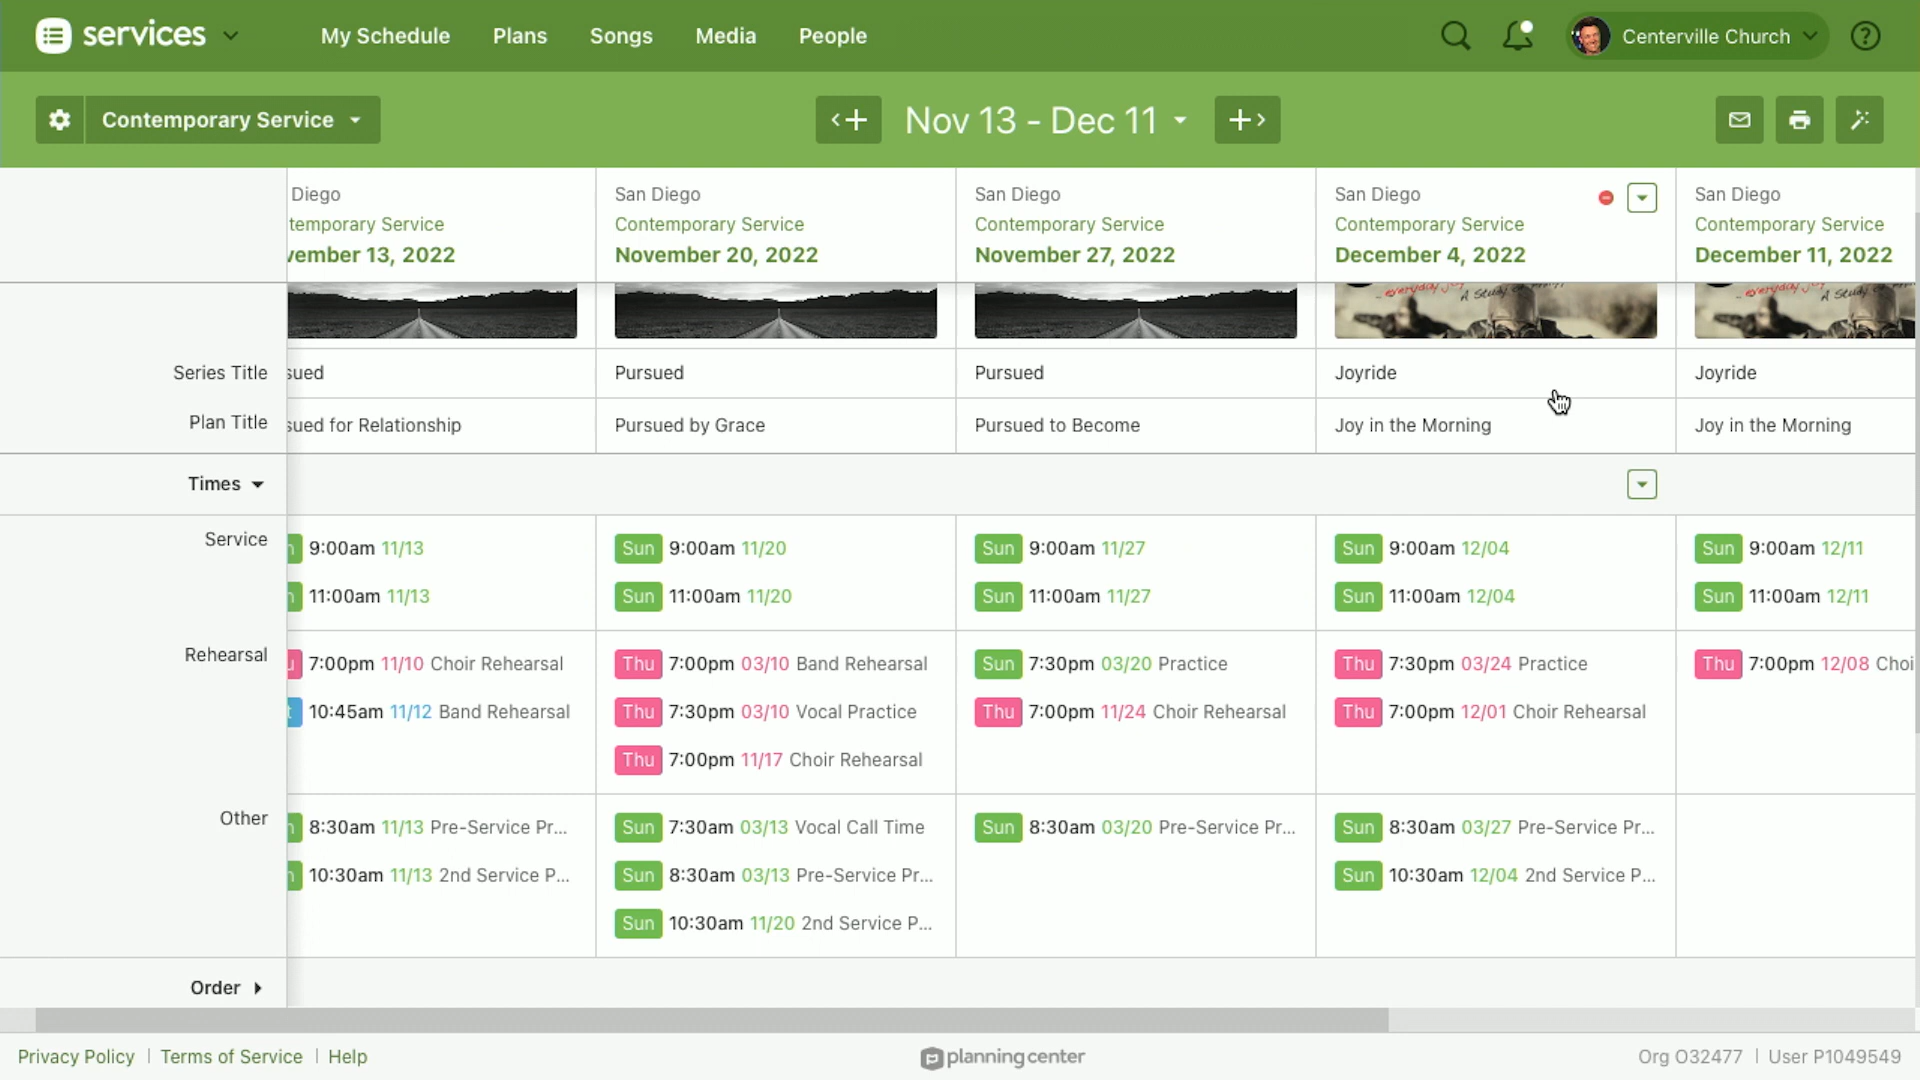 services
My Schedule
Plans
Songs
Media
People
Centerville Church
Contemporary Service
Nov 13 - Dec 11
Diego
temporary Service
vember 13, 2022
San Diego
Contemporary Service
November 20, 2022
San Diego
Contemporary Service
November 27, 2022
San Diego
Contemporary Service
December 4, 2022
San Diego
Contemporary Service
December 11, 2022
Series Title
sued
Pursued
Pursued
Joyride
Joyride
Plan Title
sued for Relationship
Pursued by Grace
Pursued to Become
Joy in the Morning
Joy in the Morning
Times
Service
9:00am 11/13
Sun 9:00am 11/20
Sun 9:00am 11/27
Sun 9:00am 12/04
Sun 9:00am 12/11
11:00am 11/13
Sun 11:00am 11/20
Sun 11:00am 11/27
Sun 11:00am 12/04
Sun 11:00am 12/11
Rehearsal
7:00pm 11/10 Choir Rehearsal
Thu 7:00pm 03/10 Band Rehearsal
Sun 7:30pm 03/20 Practice
Thu 7:30pm 03/24 Practice
Thu 7:00pm 12/08 Choi
10:45am 11/12 Band Rehearsal
Thu 7:30pm 03/10 Vocal Practice
Thu 7:00pm 11/24 Choir Rehearsal
Thu 7:00pm 12/01 Choir Rehearsal
Thu 7:00pm 11/17 Choir Rehearsal
Other
8:30am 11/13 Pre-Service Pr...
Sun 7:30am 03/13 Vocal Call Time
Sun 8:30am 03/20 Pre-Service Pr...
Sun 8:30am 03/27 Pre-Service Pr...
10:30am 11/13 2nd Service P...
Sun 8:30am 03/13 Pre-Service Pr...
Sun 10:30am 12/04 2nd Service P...
Sun 10:30am 11/20 2nd Service P...
Order
Privacy Policy | Terms of Service | Help
planning center
Org O32477 | User P1049549